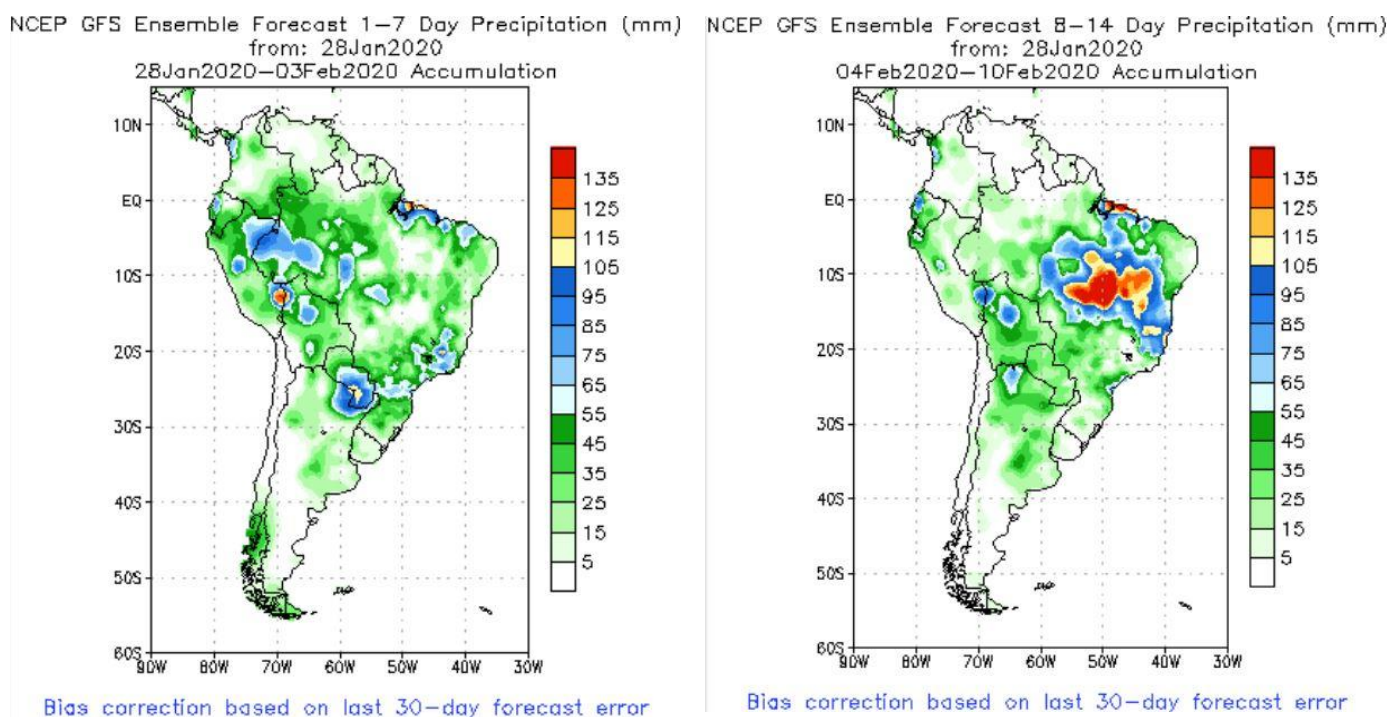 NCEP GFS Ensemble Forecast 1-7 Day Precipitation (mm)
from: 28Jan2020
28Jan2020-03Feb2020 Accumulation
10N
EQ
10S
20S
30S
40S
50S
60S
90W 80W 70W 60W 50W 40W 30W
135
125
115
105
95
85
75
65
55
45
35
25
15
5
Bias correction based on last 30-day forecast error
NCEP GFS Ensemble Forecast 8-14 Day Precipitation (mm)
from: 28Jan2020
04Feb2020-10Feb2020 Accumulation
10N
EQ
10S
20S
30S
40S
50S
60S
90W 80W 70W 60W 50W 40W 30W
135
125
115
105
95
85
75
65
55
45
35
25
15
5
Bias correction based on last 30-day forecast error